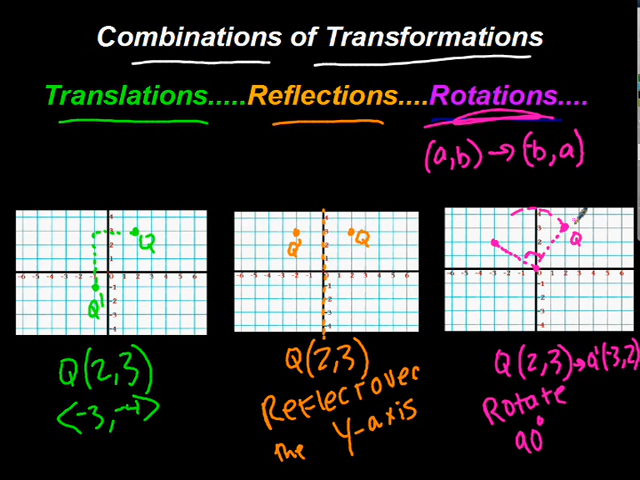 Combinations of Transformations
Translations.....Reflections....Rotations....
(a,b) → (-b, a)
Q
Q'
Q' Q
Q
Q(2,3)
<-3,-4>
Q(2,3)
Reflect over
the y-axis
Q(2,3) → Q'(-3,2)
Rotate
90°